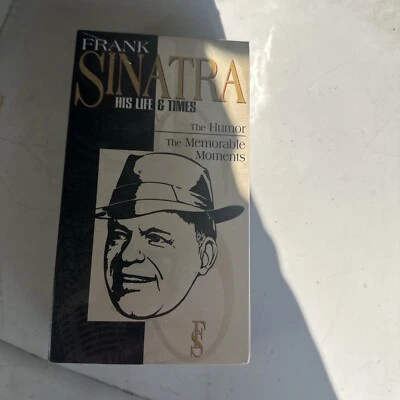 FRANK
SINATRA
HIS LIFE & TIMES
The Humor
The Memorable
Moments
FS